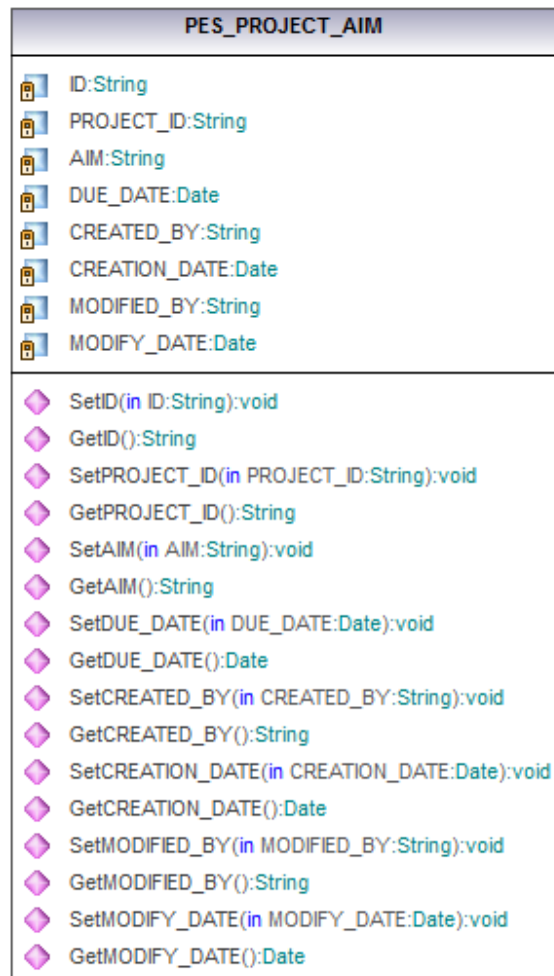 PES_PROJECT_AIM
ID:String
PROJECT_ID:String
AIM:String
DUE_DATE:Date
CREATED_BY:String
CREATION_DATE:Date
MODIFIED_BY:String
MODIFY_DATE:Date
SetID(in ID:String):void
GetID():String
SetPROJECT_ID(in PROJECT_ID:String):void
GetPROJECT_ID():String
SetAIM(in AIM:String):void
GetAIM():String
SetDUE_DATE(in DUE_DATE:Date):void
GetDUE_DATE():Date
SetCREATED_BY(in CREATED_BY:String):void
GetCREATED_BY():String
SetCREATION_DATE(in CREATION_DATE:Date):void
GetCREATION_DATE():Date
SetMODIFIED_BY(in MODIFIED_BY:String):void
GetMODIFIED_BY():String
SetMODIFY_DATE(in MODIFY_DATE:Date):void
GetMODIFY_DATE():Date